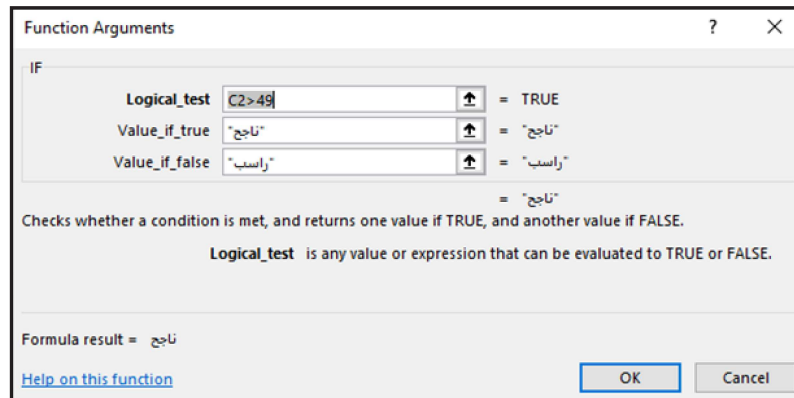 Function Arguments ? X
IF
Logical_test C2>49 = TRUE
Value_if_true "ناجح" = "ناجح"
Value_if_false "راسب" = "راسب"
= "ناجح"
Checks whether a condition is met, and returns one value if TRUE, and another value if FALSE.
Logical_test is any value or expression that can be evaluated to TRUE or FALSE.
Formula result = ناجح
Help on this function OK Cancel